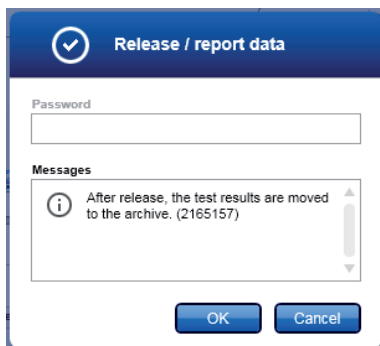 Release / report data
Password
Messages
After release, the test results are moved
to the archive. (2165157)
OK
Cancel